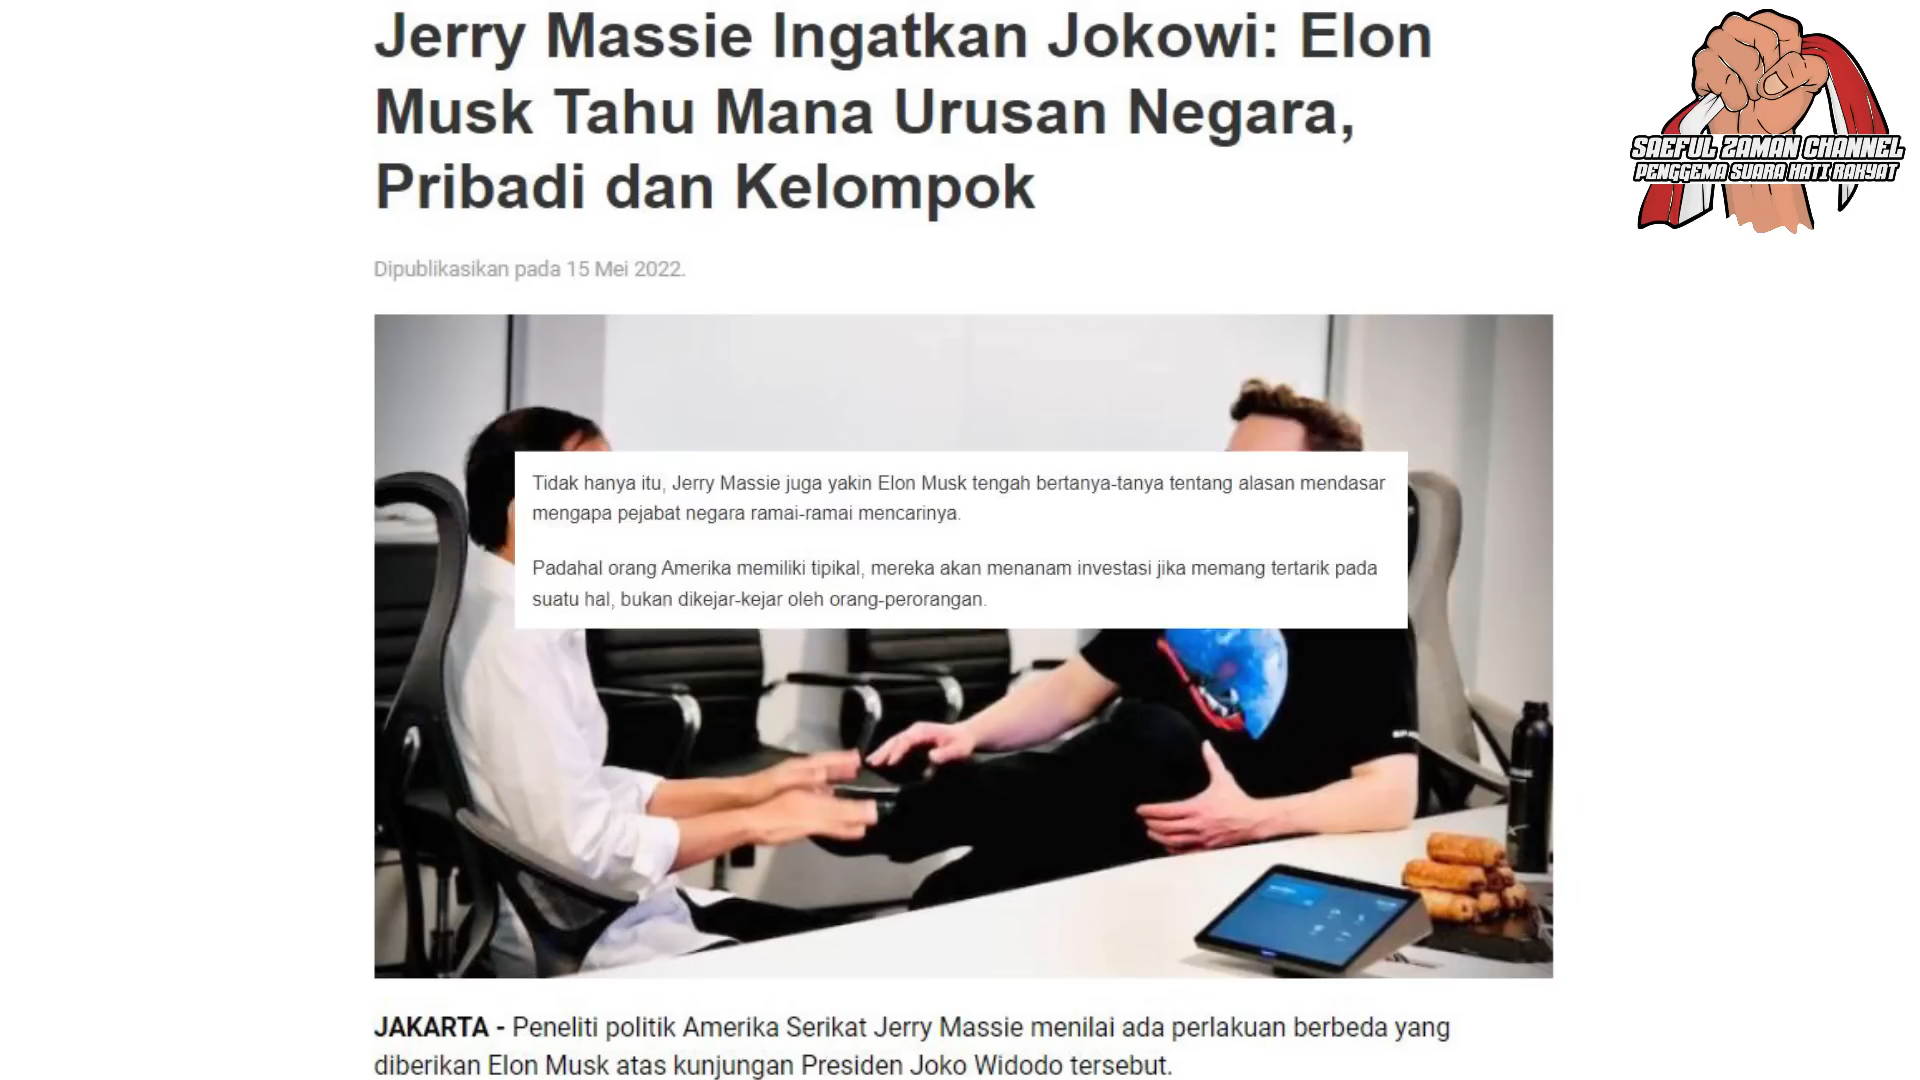 Jerry Massie Ingatkan Jokowi: Elon
Musk Tahu Mana Urusan Negara,
Pribadi dan Kelompok
SAEFUL ZAMAN CHANNEL
PENGGEMA SUARA HATI RAKYAT
Dipublikasikan pada 15 Mei 2022.
Tidak hanya itu, Jerry Massie juga yakin Elon Musk tengah bertanya-tanya tentang alasan mendasar
mengapa pejabat negara ramai-ramai mencarinya.
Padahal orang Amerika memiliki tipikal, mereka akan menanam investasi jika memang tertarik pada
suatu hal, bukan dikejar-kejar oleh orang-perorangan.
JAKARTA - Peneliti politik Amerika Serikat Jerry Massie menilai ada perlakuan berbeda yang
diberikan Elon Musk atas kunjungan Presiden Joko Widodo tersebut.